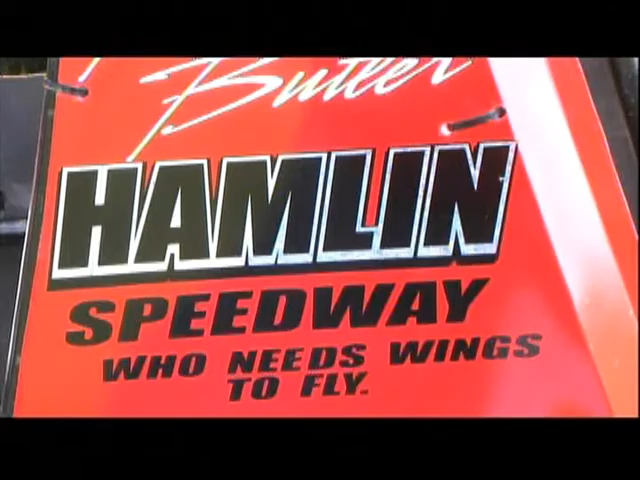 Butler
HAMLIN
SPEEDWAY
WHO NEEDS WINGS
TO FLY.